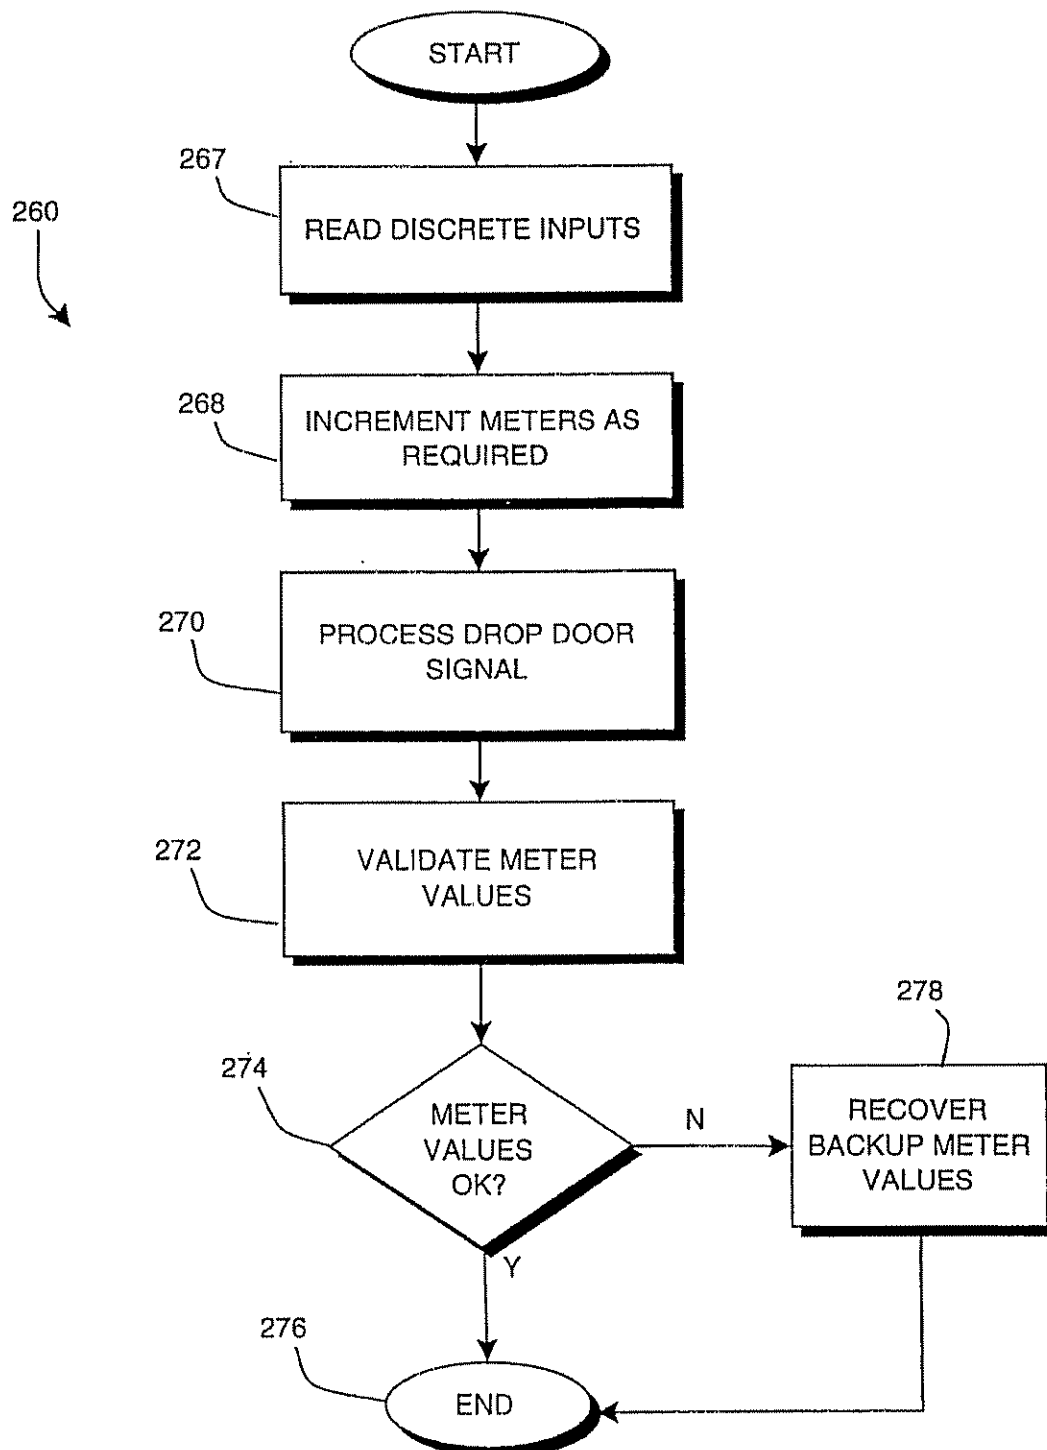 START
267
READ DISCRETE INPUTS
260
268
INCREMENT METERS AS
REQUIRED
270
PROCESS DROP DOOR
SIGNAL
272
VALIDATE METER
VALUES
274
METER
VALUES
OK?
N
278
RECOVER
BACKUP METER
VALUES
Y
276
END